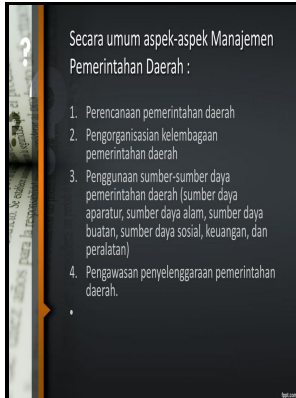 Secara umum aspek-aspek Manajemen
Pemerintahan Daerah :
1. Perencanaan pemerintahan daerah
2. Pengorganisasian kelembagaan
pemerintahan daerah
3. Penggunaan sumber-sumber daya
pemerintahan daerah (sumber daya
aparatur, sumber daya alam, sumber daya
buatan, sumber daya sosial, keuangan, dan
peralatan)
4. Pengawasan penyelenggaraan pemerintahan
daerah.
•
fppt.com